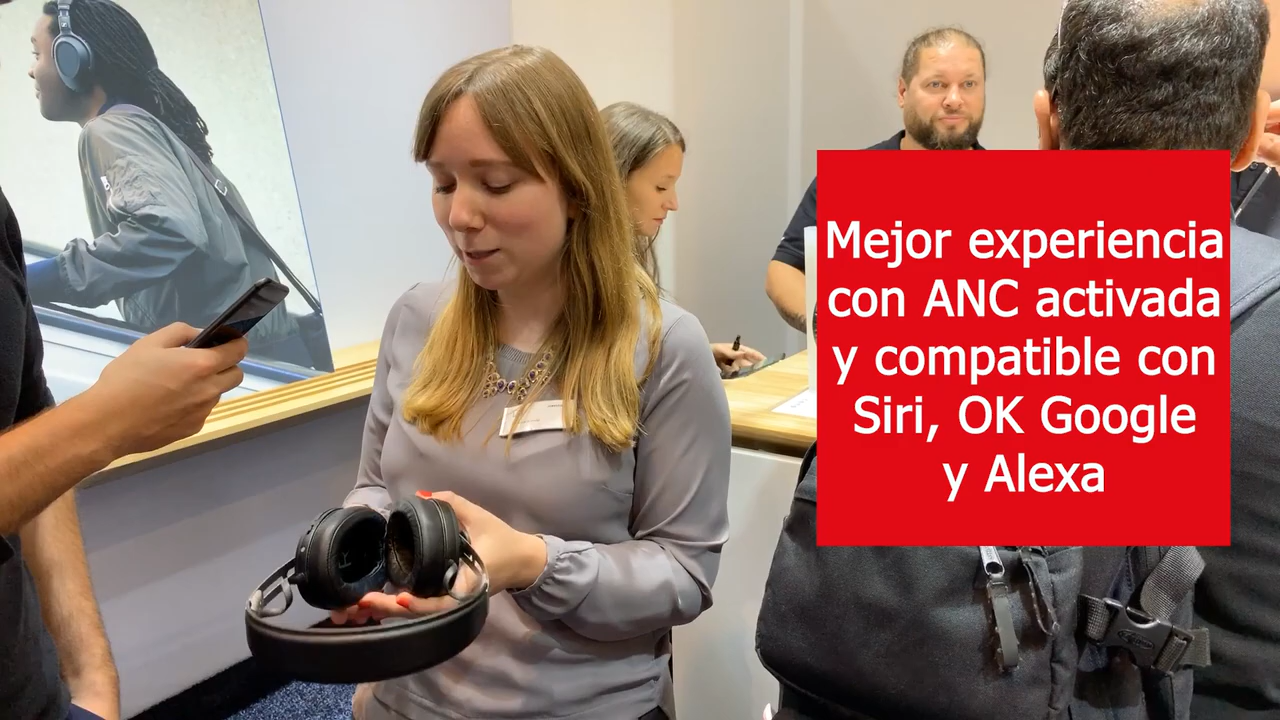 Mejor experiencia
con ANC activada
y compatible con
Siri, OK Google
y Alexa